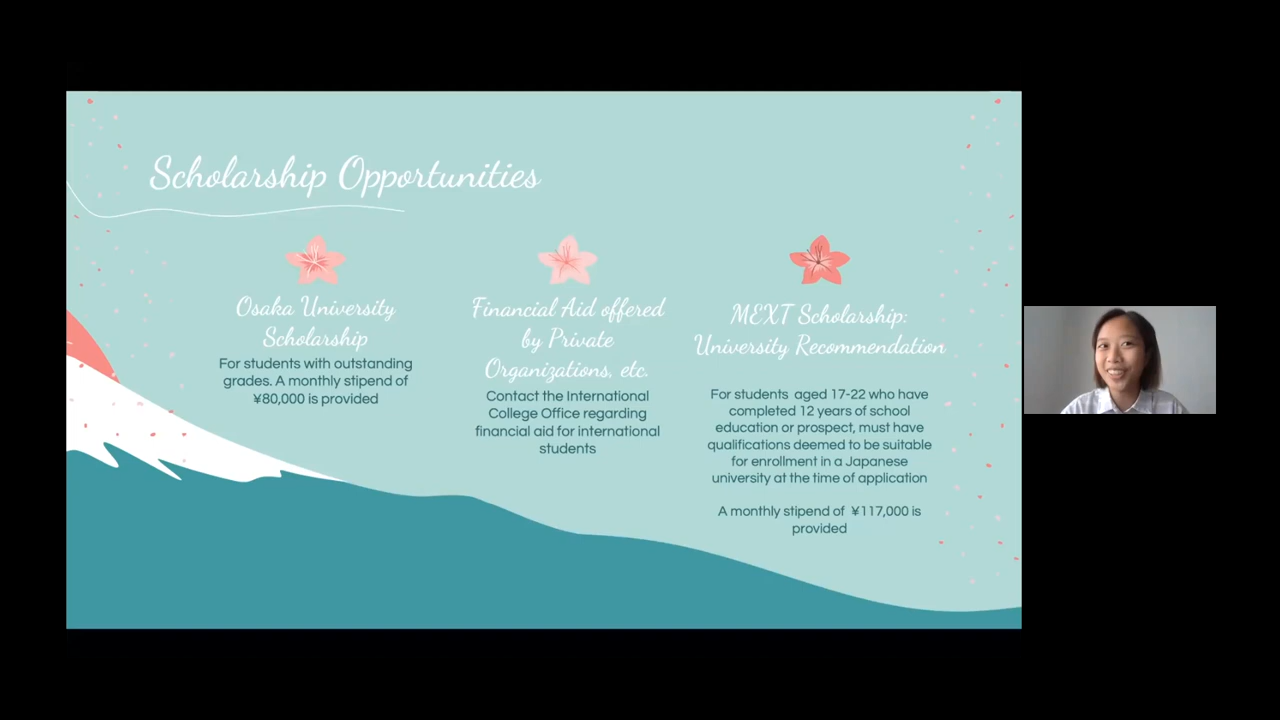 Scholarship Opportunities
Osaka University
Scholarship
For students with outstanding
grades. A monthly stipend of
¥80,000 is provided
Financial Aid offered
by Private
Organizations, etc.
Contact the International
College Office regarding
financial aid for international
students
MEXT Scholarship:
University Recommendation
For students aged 17-22 who have
completed 12 years of school
education or prospect, must have
qualifications deemed to be suitable
for enrollment in a Japanese
university at the time of application
A monthly stipend of ¥117,000 is
provided